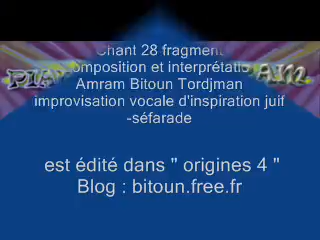 Chant 28 fragment
omposition et interprétatio
Amram Bitoun Tordjman
improvisation vocale d'inspiration juif
-séfarade
est édité dans " origines 4 "
Blog : bitoun.free.fr